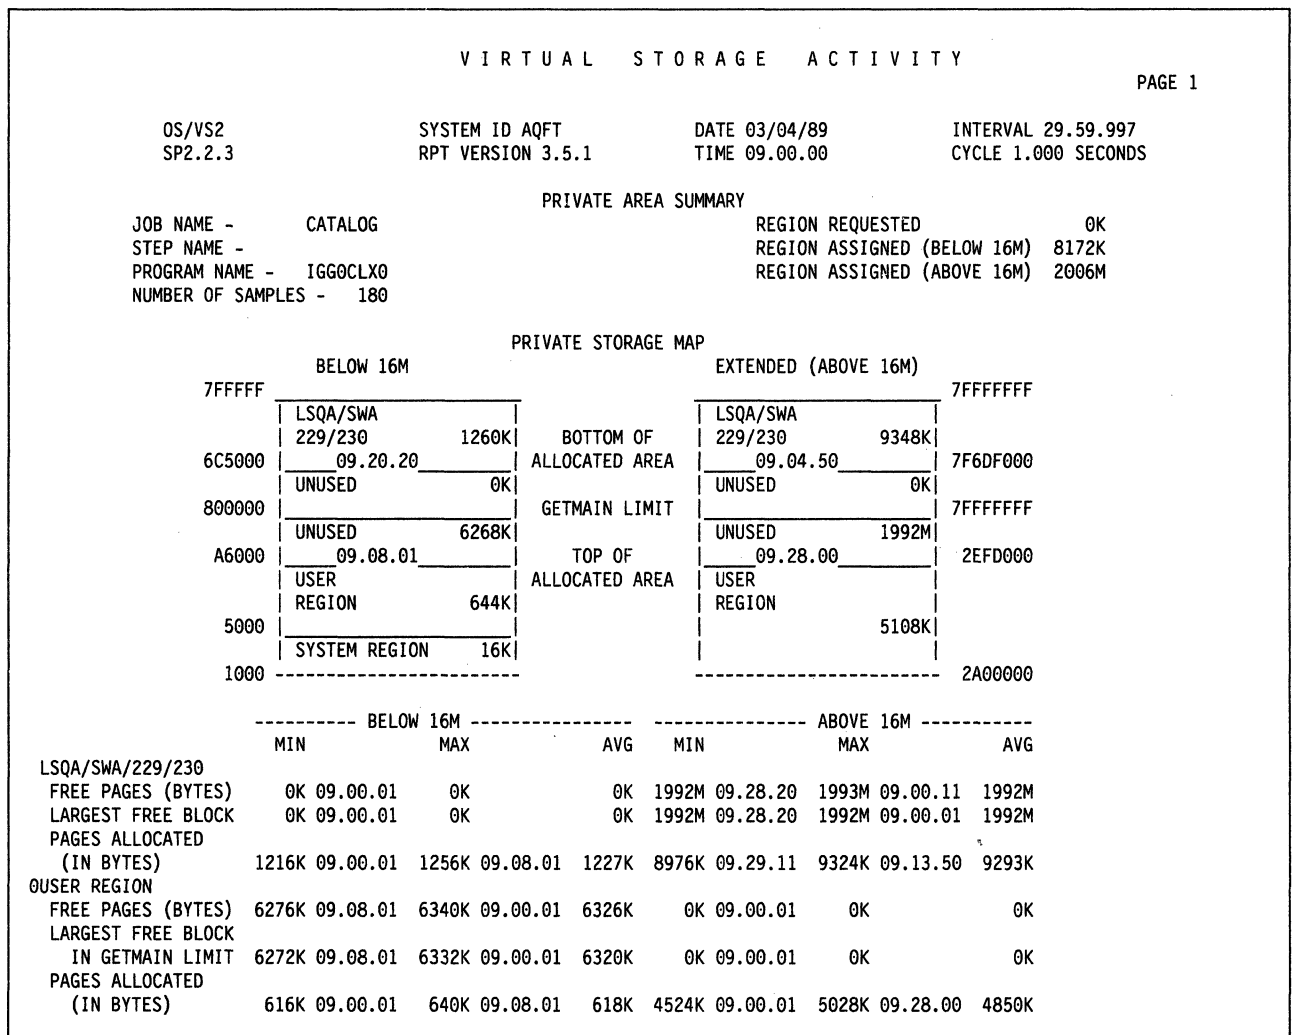 VIRTUAL STORAGE ACTIVITY
PAGE 1
OS/VS2 SYSTEM ID AQFT DATE 03/04/89 INTERVAL 29.59.997
SP2.2.3 RPT VERSION 3.5.1 TIME 09.00.00 CYCLE 1.000 SECONDS
PRIVATE AREA SUMMARY
JOB NAME - CATALOG REGION REQUESTED 0K
STEP NAME - REGION ASSIGNED (BELOW 16M) 8172K
PROGRAM NAME - IGG0CLX0 REGION ASSIGNED (ABOVE 16M) 2006M
NUMBER OF SAMPLES - 180
PRIVATE STORAGE MAP
BELOW 16M EXTENDED (ABOVE 16M)
7FFFFF 7FFFFFFF
LSQA/SWA LSQA/SWA
229/230 1260K BOTTOM OF 229/230 9348K
6C5000 09.20.20 ALLOCATED AREA 09.04.50 7F6DF000
UNUSED 0K UNUSED 0K
800000 GETMAIN LIMIT 7FFFFFFF
UNUSED 6268K UNUSED 1992M
A6000 09.08.01 TOP OF 09.28.00 2EFD000
USER ALLOCATED AREA USER
REGION 644K REGION
5000 5108K
SYSTEM REGION 16K
1000 ------------------------ ------------------------ 2A00000
---------- BELOW 16M ---------------- --------------- ABOVE 16M -----------
MIN MAX AVG MIN MAX AVG
LSQA/SWA/229/230
FREE PAGES (BYTES) 0K 09.00.01 0K 0K 1992M 09.28.20 1993M 09.00.11 1992M
LARGEST FREE BLOCK 0K 09.00.01 0K 0K 1992M 09.28.20 1992M 09.00.01 1992M
PAGES ALLOCATED
(IN BYTES) 1216K 09.00.01 1256K 09.08.01 1227K 8976K 09.29.11 9324K 09.13.50 9293K
0USER REGION
FREE PAGES (BYTES) 6276K 09.08.01 6340K 09.00.01 6326K 0K 09.00.01 0K 0K
LARGEST FREE BLOCK
IN GETMAIN LIMIT 6272K 09.08.01 6332K 09.00.01 6320K 0K 09.00.01 0K 0K
PAGES ALLOCATED
(IN BYTES) 616K 09.00.01 640K 09.08.01 618K 4524K 09.00.01 5028K 09.28.00 4850K